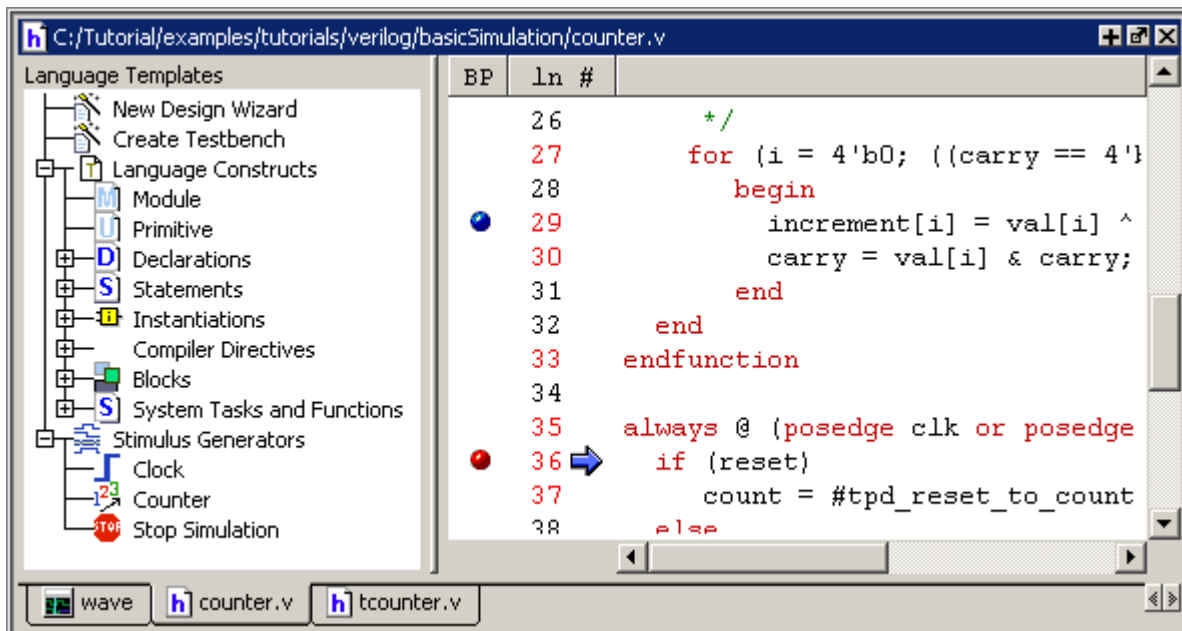 C:/Tutorial/examples/tutorials/verilog/basicSimulation/counter.v
Language Templates
New Design Wizard
Create Testbench
Language Constructs
Module
Primitive
Declarations
Statements
Instantiations
Compiler Directives
Blocks
System Tasks and Functions
Stimulus Generators
Clock
Counter
Stop Simulation
BP ln #
26 */
27 for (i = 4'b0; ((carry == 4'
28 begin
29 increment[i] = val[i] ^
30 carry = val[i] & carry;
31 end
32 end
33 endfunction
34
35 always @ (posedge clk or posedge
36 if (reset)
37 count = #tpd_reset_to_count
38 else
wave counter.v tcounter.v